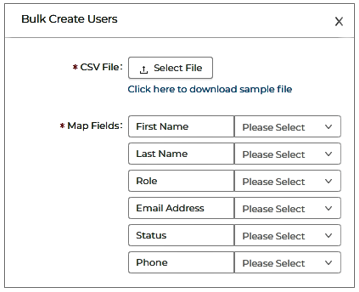 Bulk Create Users
* CSV File: Select File
Click here to download sample file
* Map Fields: First Name Please Select
Last Name Please Select
Role Please Select
Email Address Please Select
Status Please Select
Phone Please Select